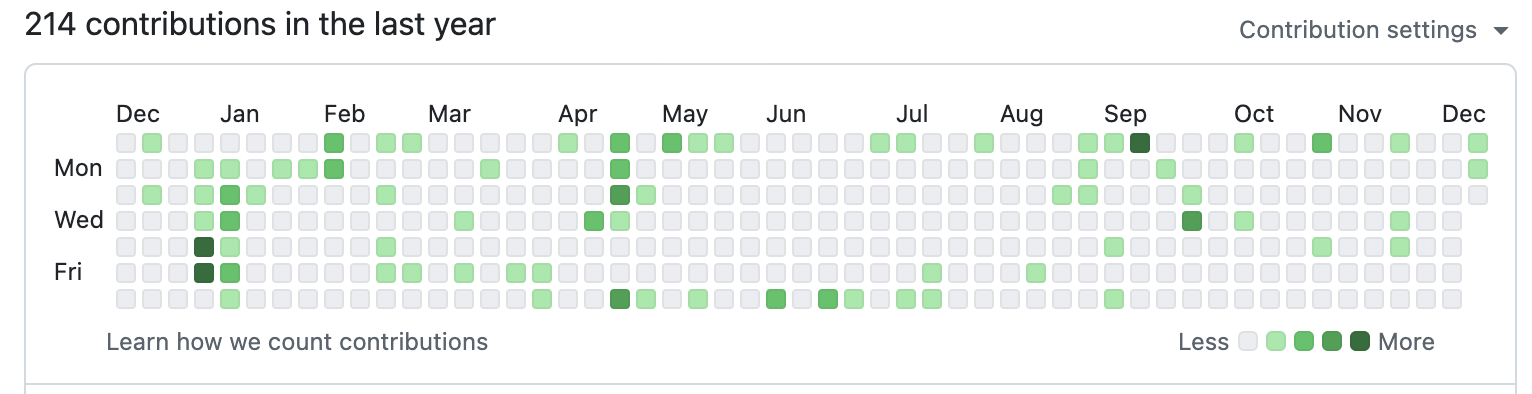 214 contributions in the last year
Contribution settings
Dec Jan Feb Mar Apr May Jun Jul Aug Sep Oct Nov Dec
Mon
Wed
Fri
Learn how we count contributions
Less More